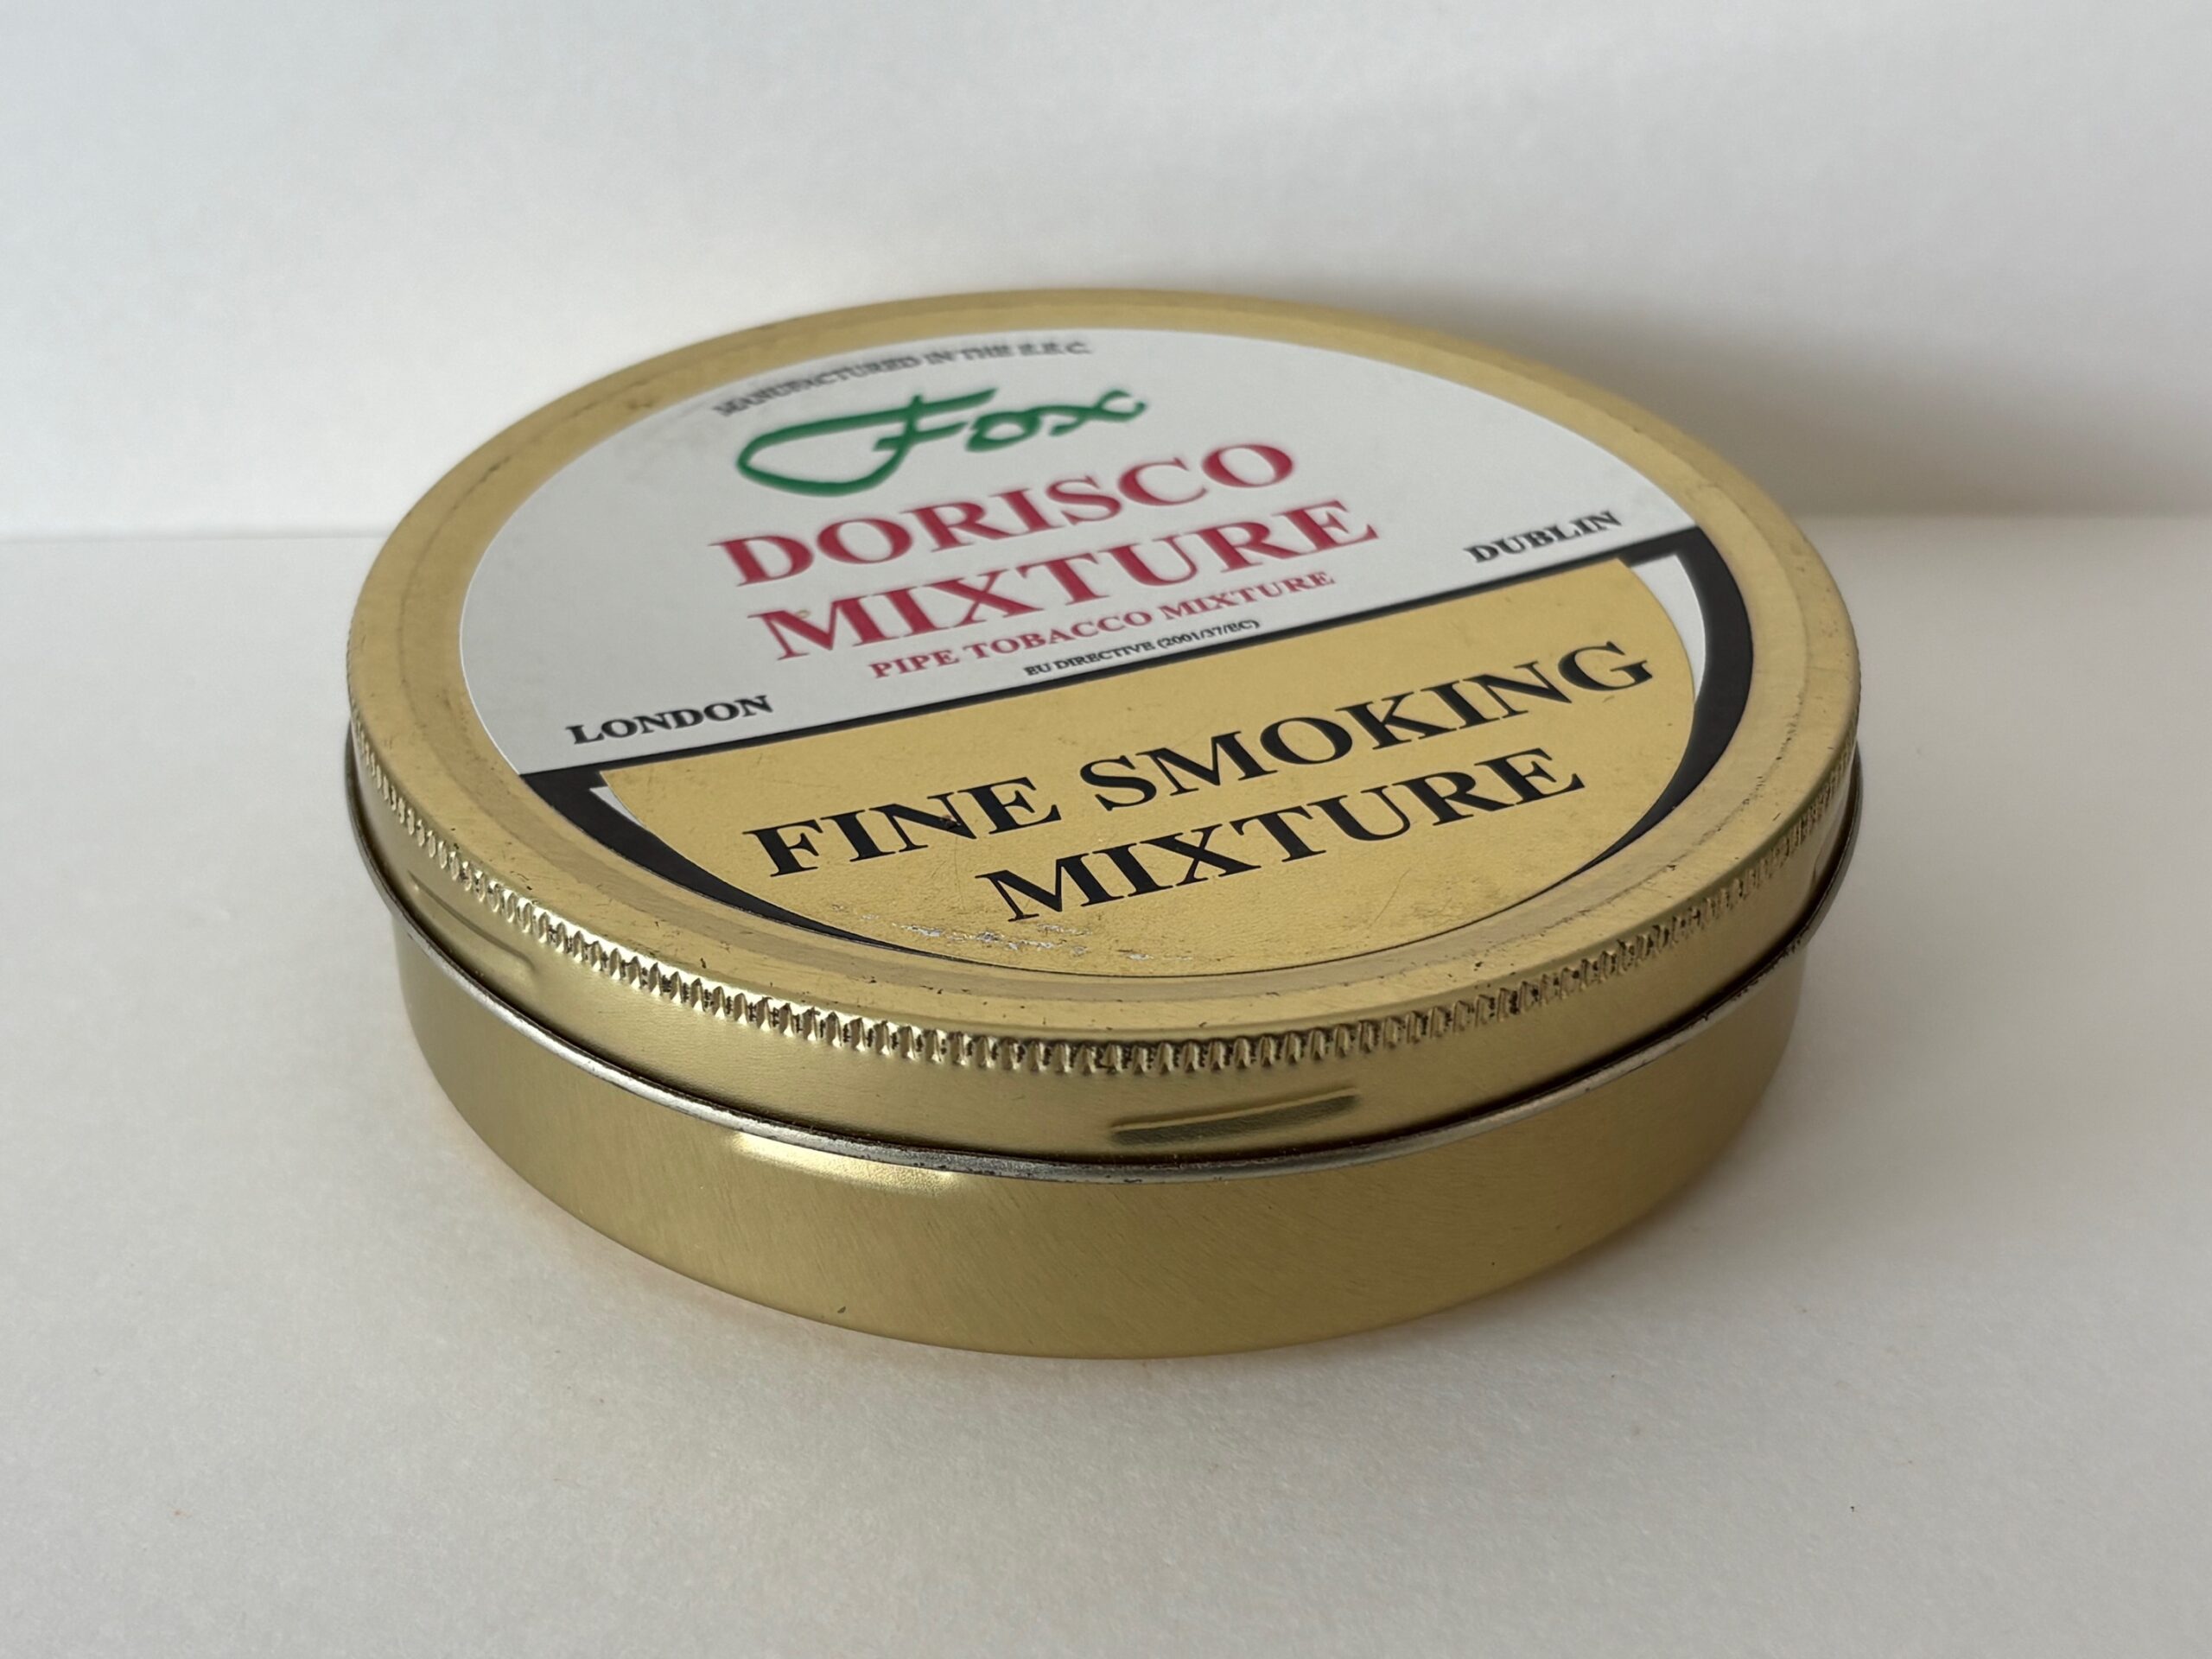 MANUFACTURED IN THE E.E.C.
Fox
DORISCO
MIXTURE
PIPE TOBACCO MIXTURE
EU DIRECTIVE (2001/37/EC)
LONDON DUBLIN
FINE SMOKING
MIXTURE